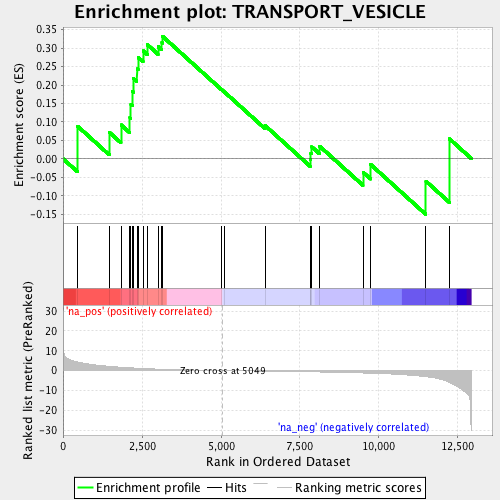 Enrichment plot: TRANSPORT_VESICLE
Enrichment score (ES)
0.35
0.30
0.25
0.20
0.15
0.10
0.05
0.00
-0.05
-0.10
-0.15
'na_pos' (positively correlated)
Ranked list metric (PreRanked)
30
20
10
0
-10
-20
-30
Zero cross at 5049
'na_neg' (negatively correlated)
0 2,500 5,000 7,500 10,000 12,500
Rank in Ordered Dataset
Enrichment profile Hits Ranking metric scores